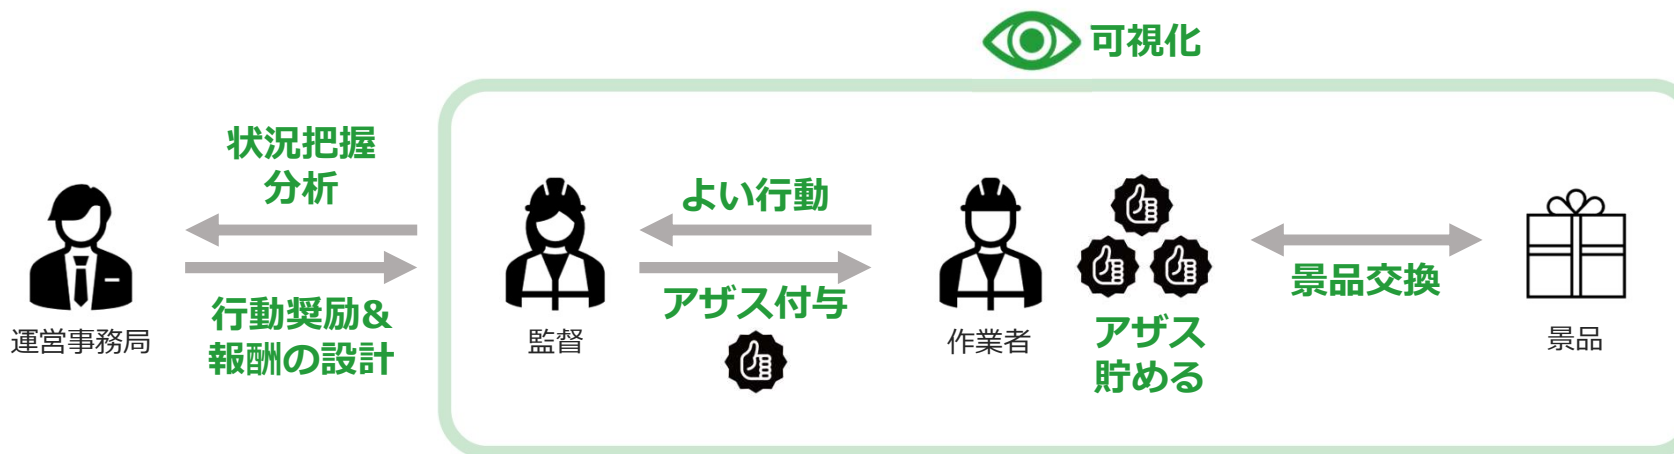 可視化
状況把握
分析
行動奨励&
報酬の設計
運営事務局
よい行動
アザス付与
監督
作業者
アザス
貯める
景品交換
景品